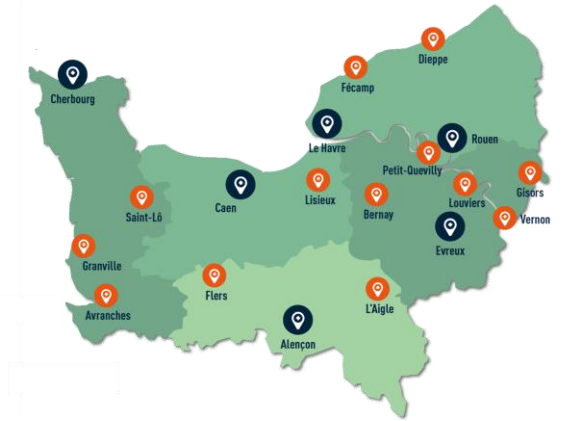 Dieppe
Fécamp
Cherbourg
Rouen
Le Havre
Petit-Quevilly
Gisors
Louviers
Lisieux
Bernay
Caen
Saint-Lô
Vernon
Evreux
Granville
Flers
L'Aigle
Avranches
Alençon